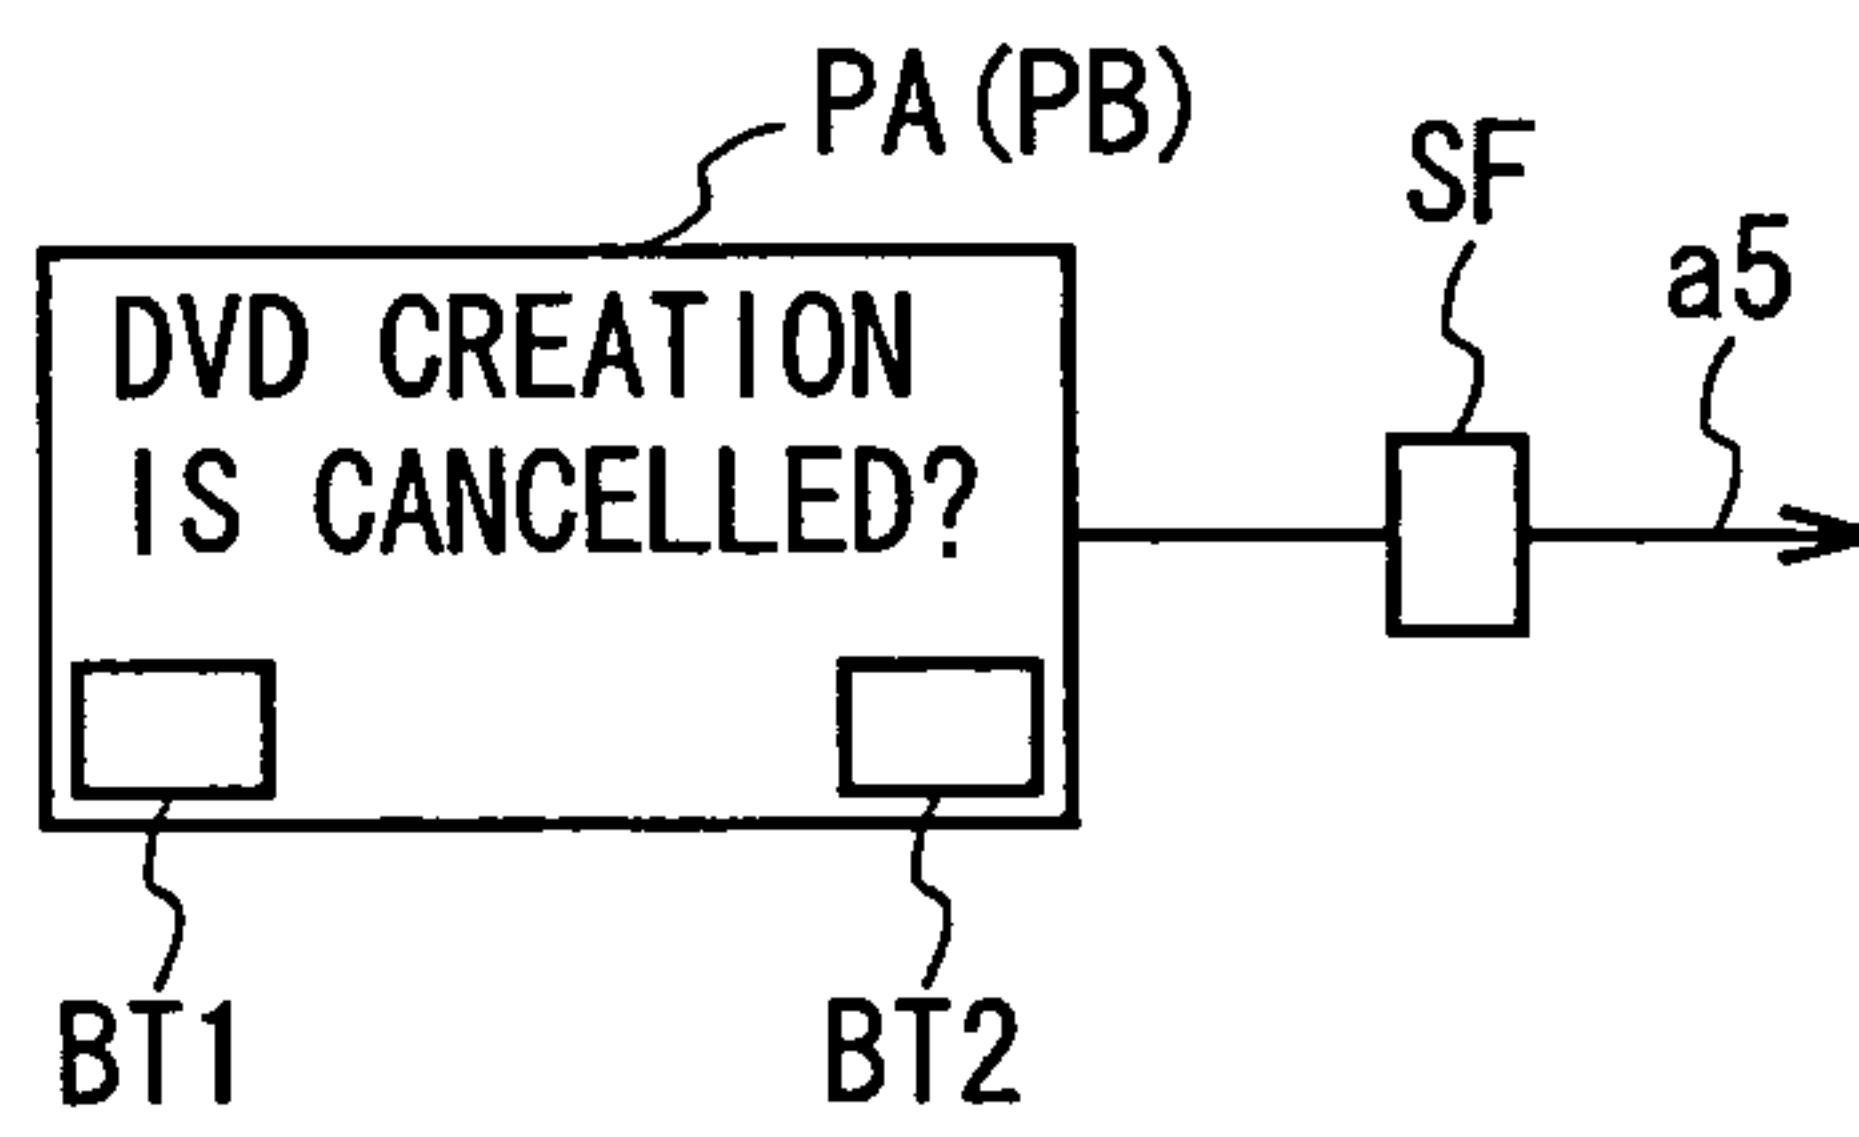 PA(PB)
SF
a5
DVD CREATION
IS CANCELLED?
BT1
BT2